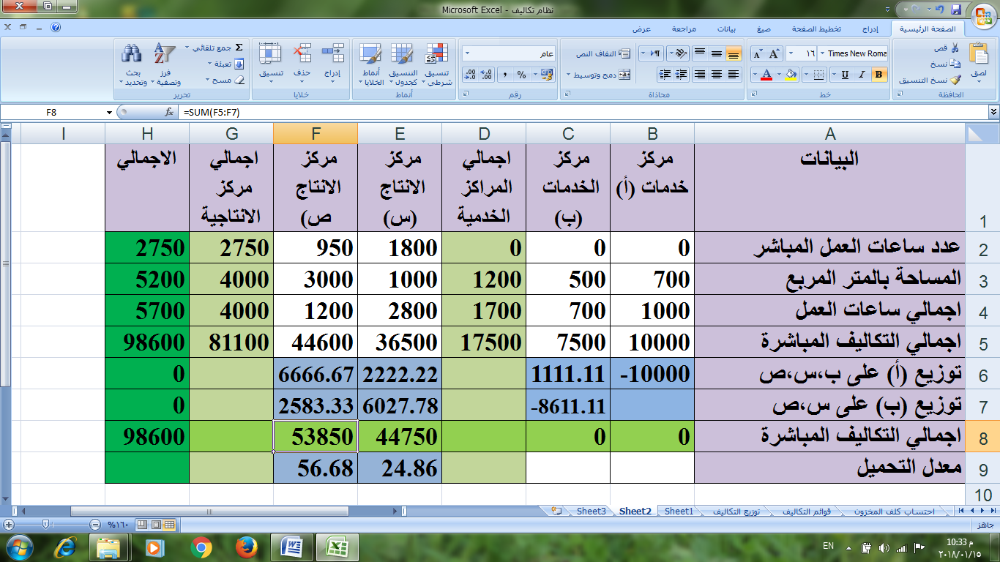 نظام تكاليف - Microsoft Excel
الصفحة الرئيسية إدراج تخطيط الصفحة صيغ بيانات مراجعة عرض
لصق قص نسخ نسخ التنسيق الحافظة
Times New Roma ١٦ B I U A خط
التفاف النص دمج وتوسيط محاذاة
عام % رقم
تنسيق شرطي التنسيق كجدول أنماط الخلايا أنماط
إدراج حذف تنسيق خلايا
Σ جمع تلقائي تعبئة مسح فرز وتصفية بحث وتحديد تحرير
F8 fx =SUM(F5:F7)
A B C D E F G H I
1 البيانات مركز خدمات (أ) مركز الخدمات (ب) اجمالي المراكز الخدمية مركز الانتاج (س) مركز الانتاج ص) اجمالي مركز الانتاجية الاجمالي
2 عدد ساعات العمل المباشر 0 0 0 1800 950 2750 2750
3 المساحة بالمتر المربع 700 500 1200 1000 3000 4000 5200
4 اجمالي ساعات العمل 1000 700 1700 2800 1200 4000 5700
5 اجمالي التكاليف المباشرة 10000 7500 17500 36500 44600 81100 98600
6 توزيع (أ) على ب،س،ص -10000 1111.11 2222.22 6666.67 0
7 توزيع (ب) على س،ص -8611.11 6027.78 2583.33 0
8 اجمالي التكاليف المباشرة 0 0 44750 53850 98600
9 معدل التحميل 24.86 56.68
10
احتساب كلف المخزون قوائم التكاليف توزيع التكاليف Sheet1 Sheet2 Sheet3
جاهز ١٦٠%
EN 10:33 م
٢٠١٨/٠١/١٥